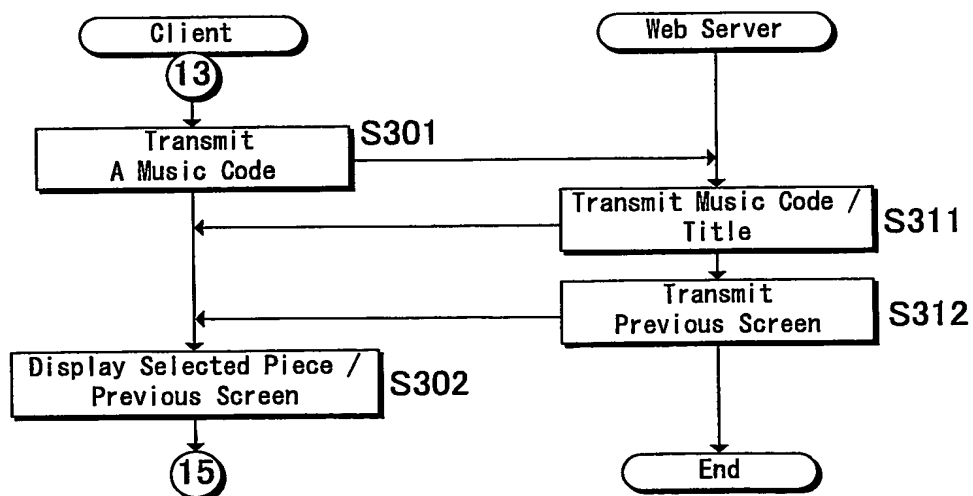 Client
Web Server
13
Transmit
A Music Code
S301
Transmit Music Code /
Title
S311
Transmit
Previous Screen
S312
Display Selected Piece /
Previous Screen
S302
15
End